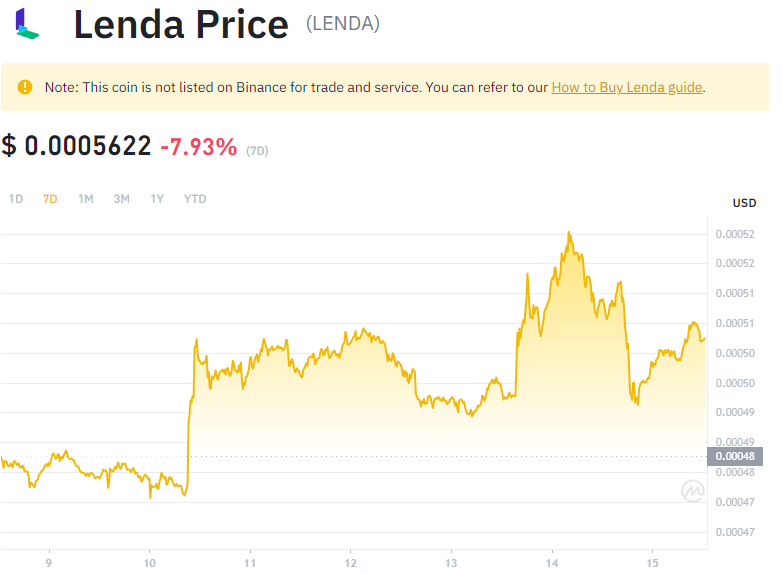 Lenda Price (LENDA)
Note: This coin is not listed on Binance for trade and service. You can refer to our How to Buy Lenda guide.
$ 0.0005622 -7.93% (7D)
1D 7D 1M 3M 1Y YTD
USD
0.00052
0.00052
0.00051
0.00051
0.00050
0.00050
0.00049
0.00049
0.00048
0.00048
0.00047
0.00047
9 10 11 12 13 14 15